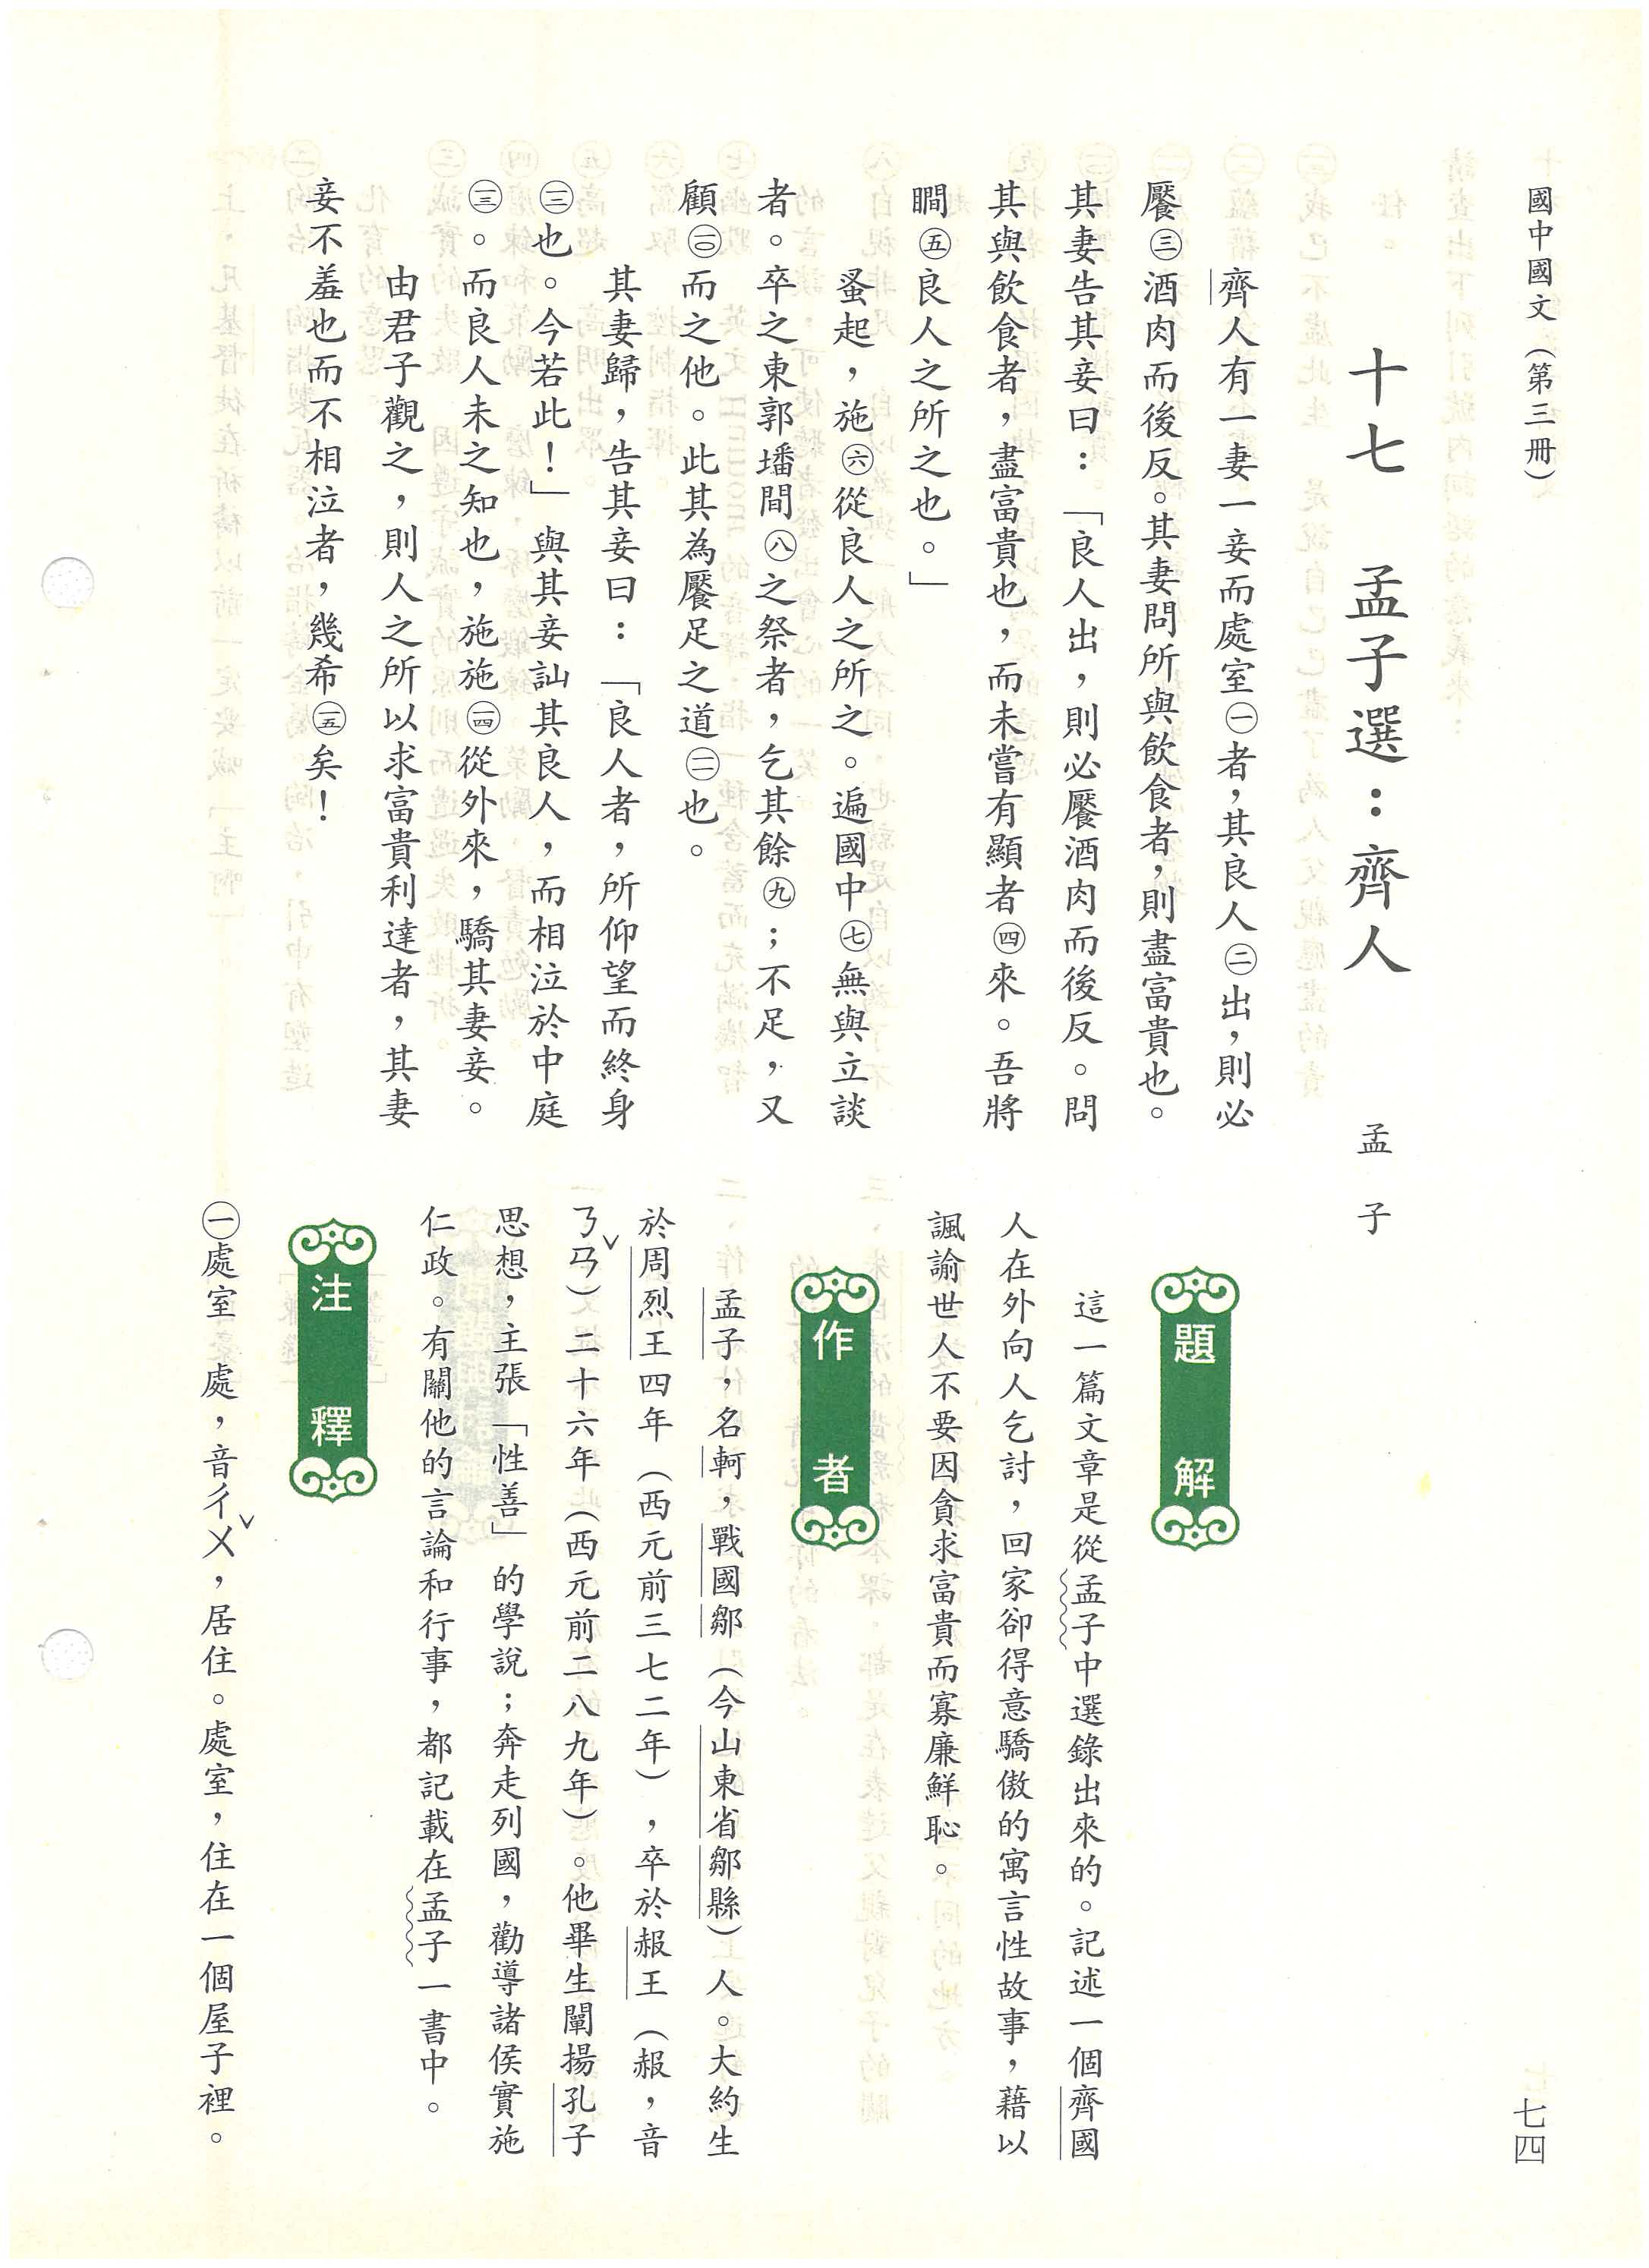 國中國文(第三冊)
十七　孟子選：齊人
孟子
齊人有一妻一妾而處室㊀者，其良人㊁出，則必
饜㊂酒肉而後反。其妻問所與飲食者，則盡富貴也。
其妻告其妾曰：「良人出，則必饜酒肉而後反。問
其與飲食者，盡富貴也，而未嘗有顯者㊃來。吾將
瞯㊄良人之所之也。」
蚤起，施㊅從良人之所之。遍國中㊆無與立談
者。卒之東郭墦間㊇之祭者，乞其餘㊈；不足，又
顧(一〇)而之他。此其為饜足之道(一一)也。
其妻歸，告其妾曰：「良人者，所仰望而終身
(一二)也。今若此！」與其妾訕其良人，而相泣於中庭
(一三)。而良人未之知也，施施(一四)從外來，驕其妻妾。
由君子觀之，則人之所以求富貴利達者，其妻
妾不羞也而不相泣者，幾希(一五)矣！
題解
這一篇文章是從孟子中選錄出來的。記述一個齊國
人在外向人乞討，回家卻得意驕傲的寓言性故事，藉以
諷諭世人不要因貪求富貴而寡廉鮮恥。
作者
孟子，名軻，戰國鄒(今山東省鄒縣)人。大約生
於周烈王四年(西元前三七二年)，卒於赧王(赧，音
ㄋㄢˇ)二十六年(西元前二八九年)。他畢生闡揚孔子
思想，主張「性善」的學說；奔走列國，勸導諸侯實施
仁政。有關他的言論和行事，都記載在孟子一書中。
注釋
㊀處室　處，音ㄔㄨˇ，居住。處室，住在一個屋子裡。
七四